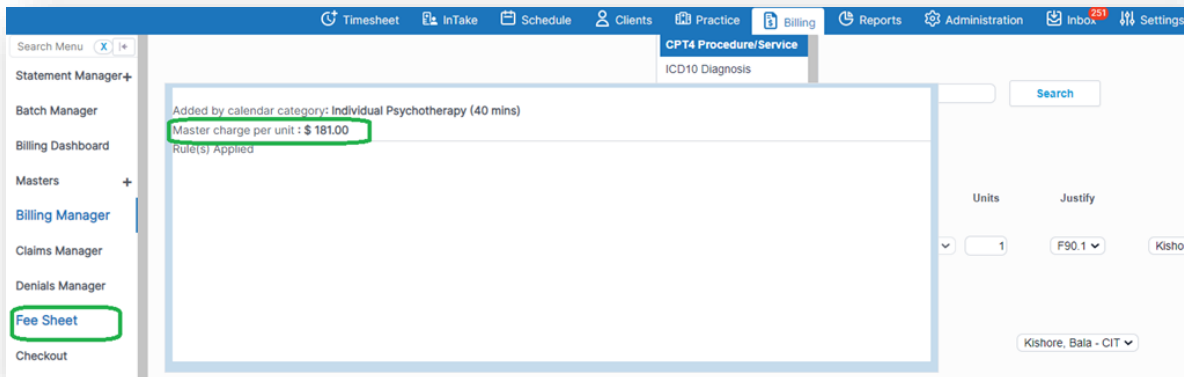 Timesheet InTake Schedule Clients Practice Billing Reports Administration Inbox 251 Settings
Search Menu X
CPT4 Procedure/Service
ICD10 Diagnosis
Statement Manager+
Batch Manager
Billing Dashboard
Masters +
Billing Manager
Claims Manager
Denials Manager
Fee Sheet
Checkout
Added by calendar category: Individual Psychotherapy (40 mins)
Master charge per unit : $ 181.00
Rule(s) Applied
Search
Units Justify
1 F90.1 Kisho
Kishore, Bala - CIT